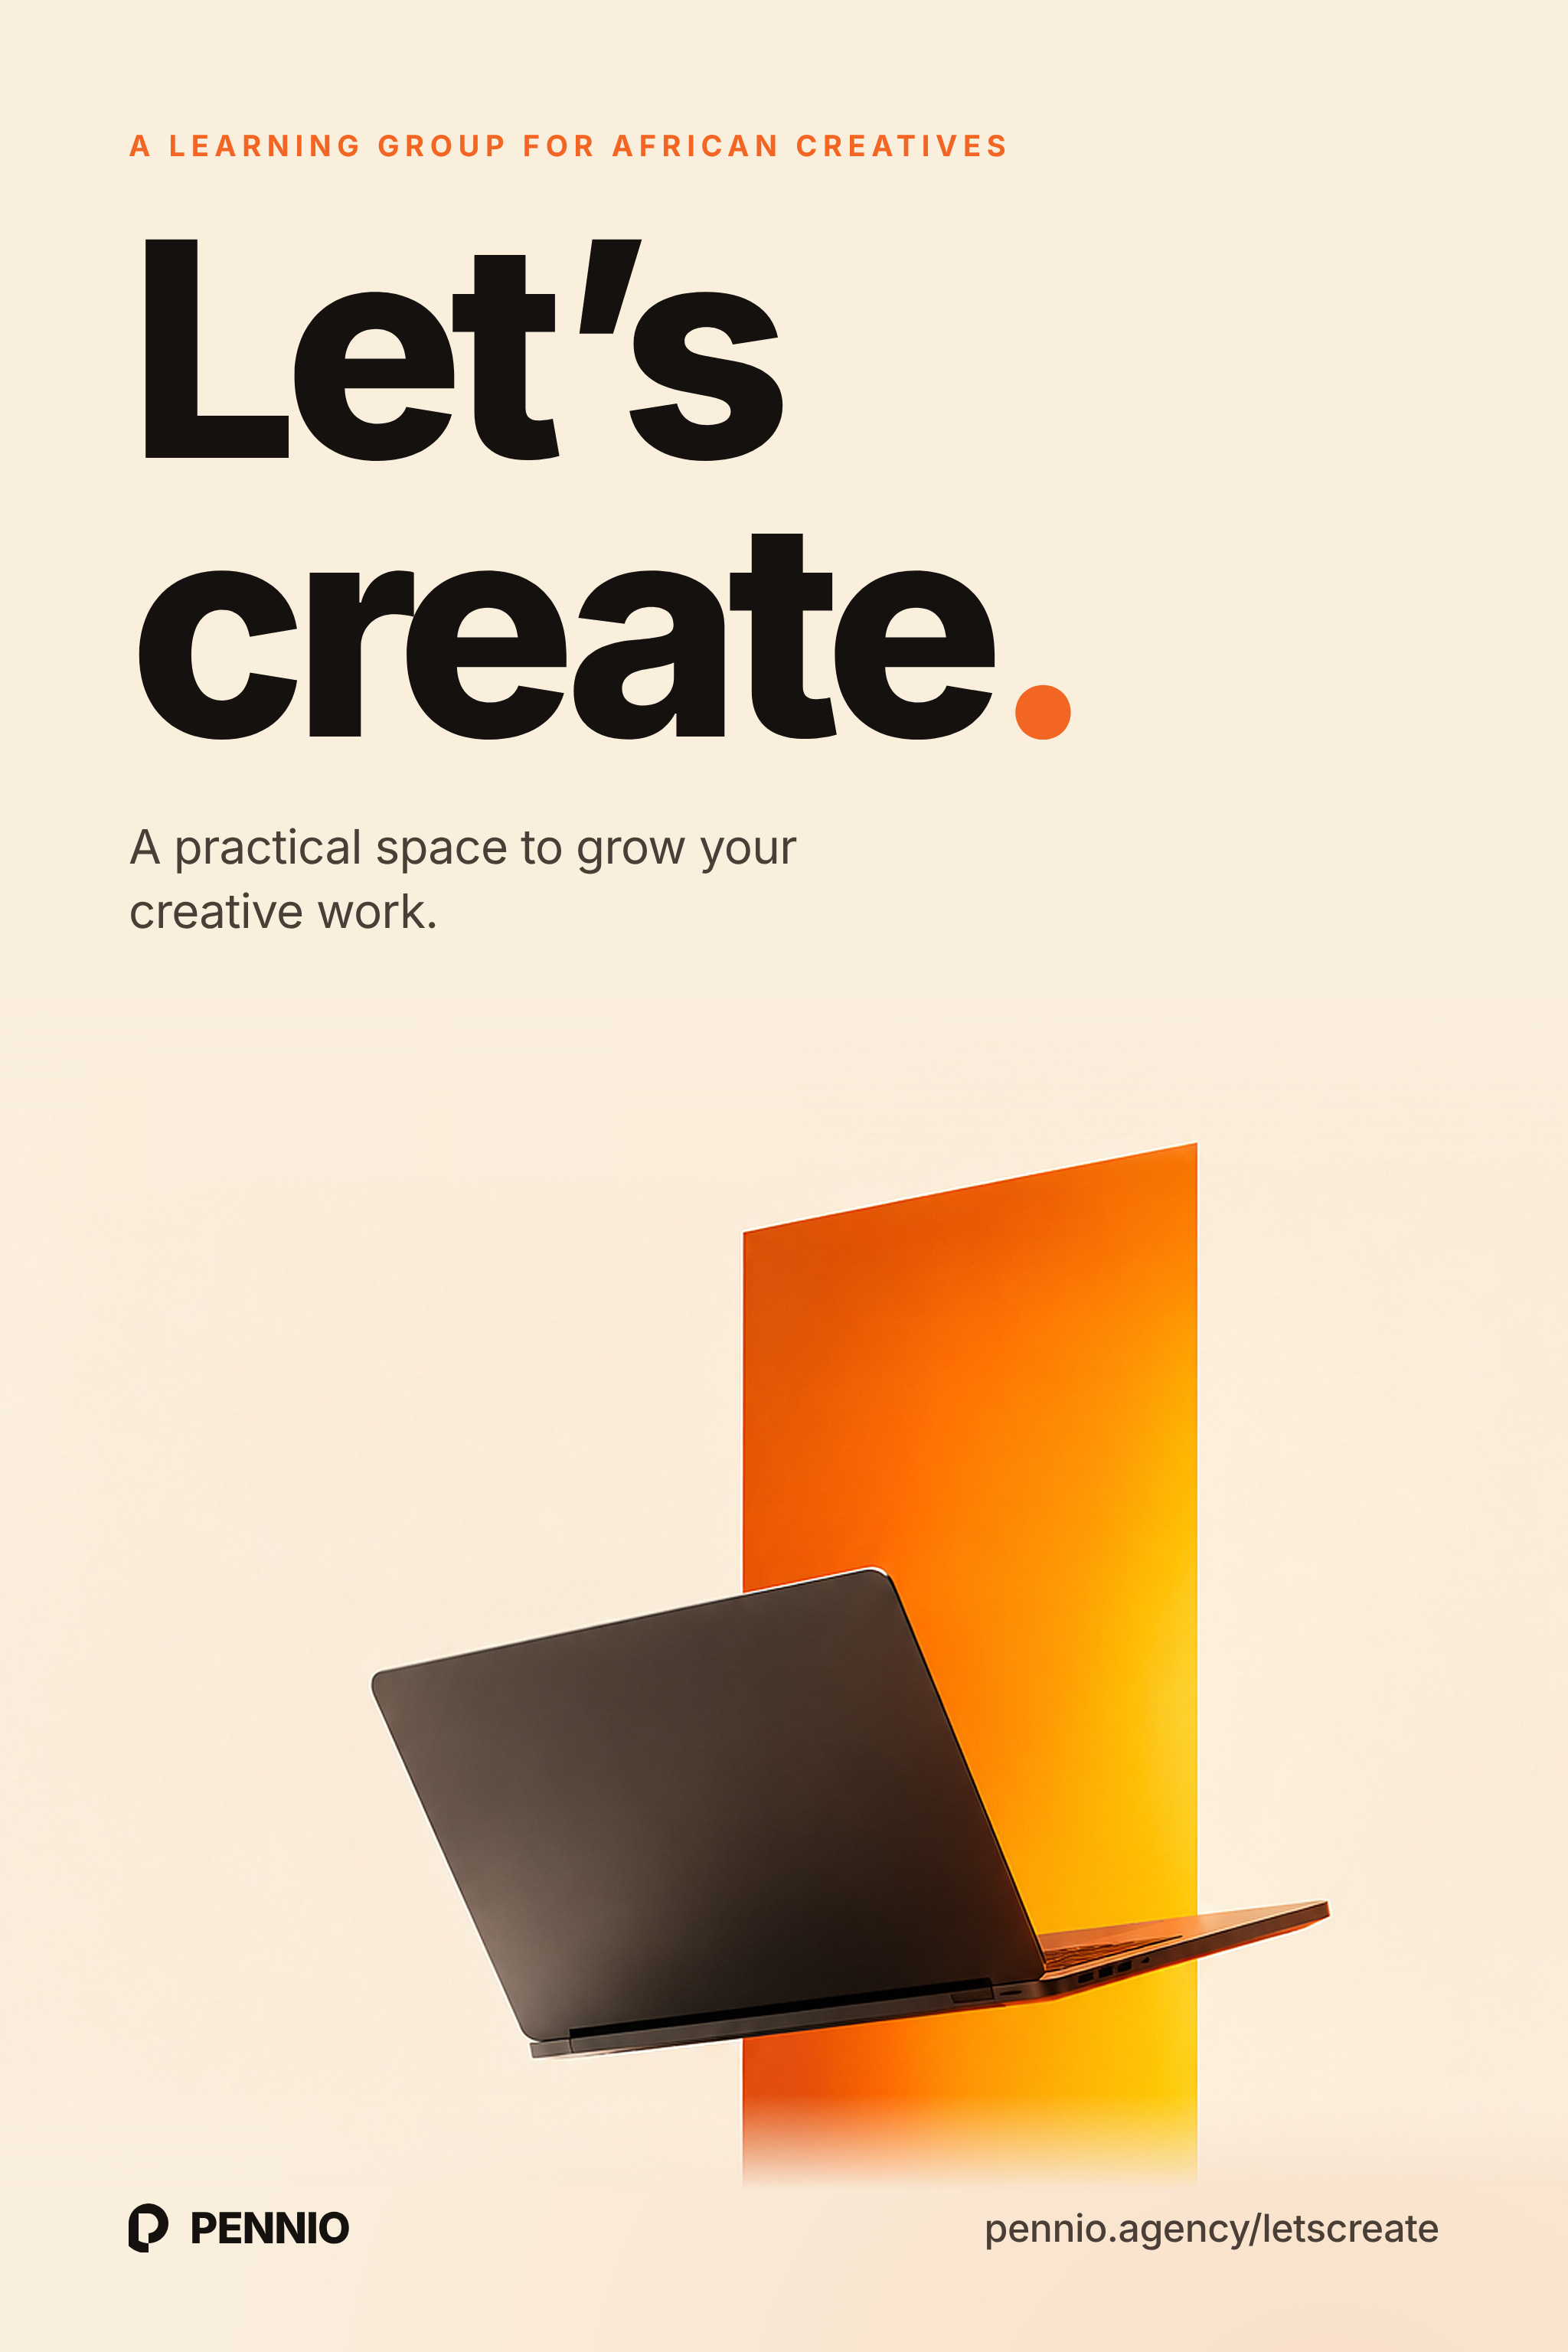 A LEARNING GROUP FOR AFRICAN CREATIVES
Let’s
create.
A practical space to grow your
creative work.
PENNIO
pennio.agency/letscreate